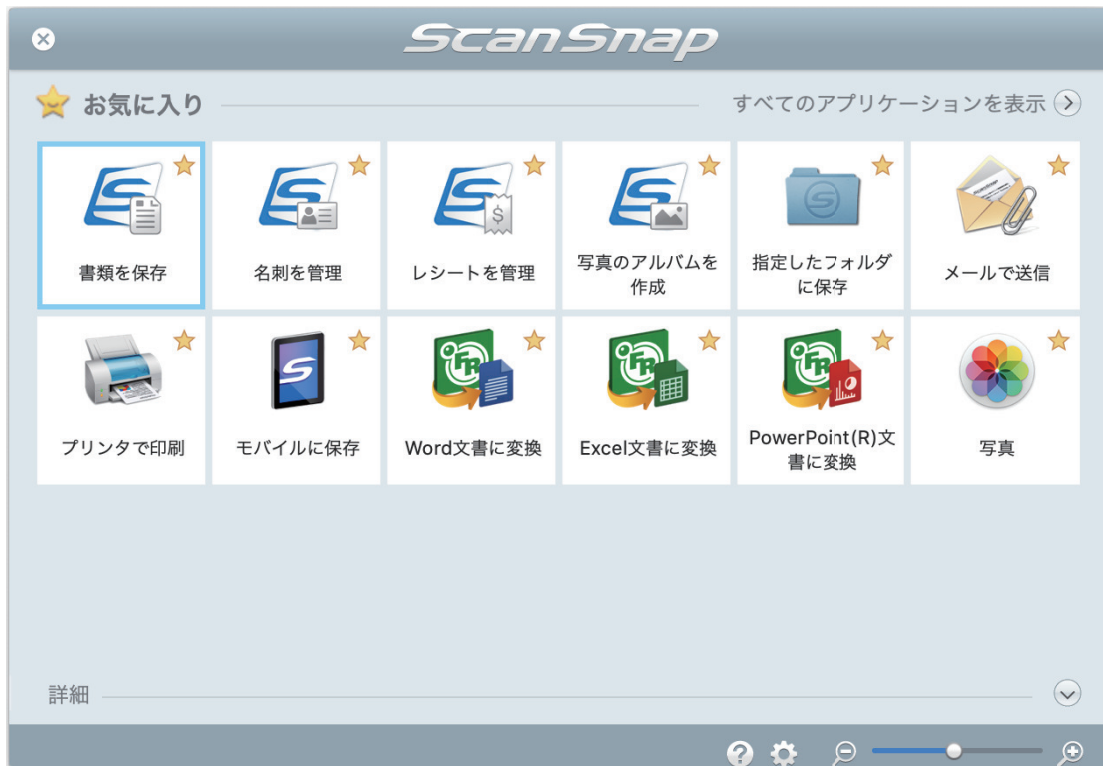 ScanSnap
お気に入り
すべてのアプリケーションを表示
書類を保存
名刺を管理
レシートを管理
写真のアルバムを
作成
指定したフォルダ
に保存
メールで送信
プリンタで印刷
モバイルに保存
Word文書に変換
Excel文書に変換
PowerPoint(R)文
書に変換
写真
詳細